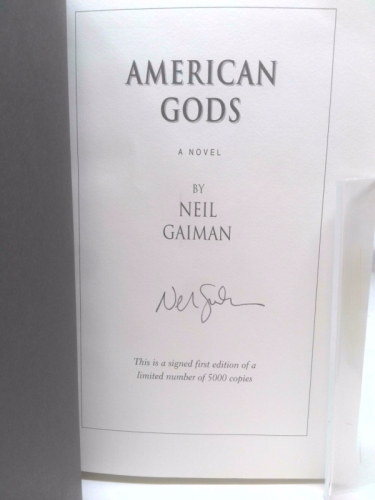 AMERICAN
GODS
A NOVEL
BY
NEIL
GAIMAN
This is a signed first edition of a
limited number of 5000 copies